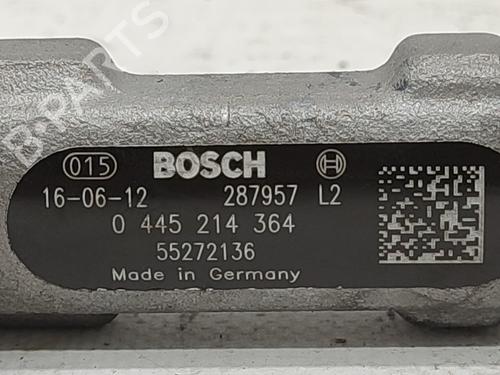 B-PARTS
015 BOSCH
16-06-12 287957 L2
0 445 214 364
55272136
Made in Germany